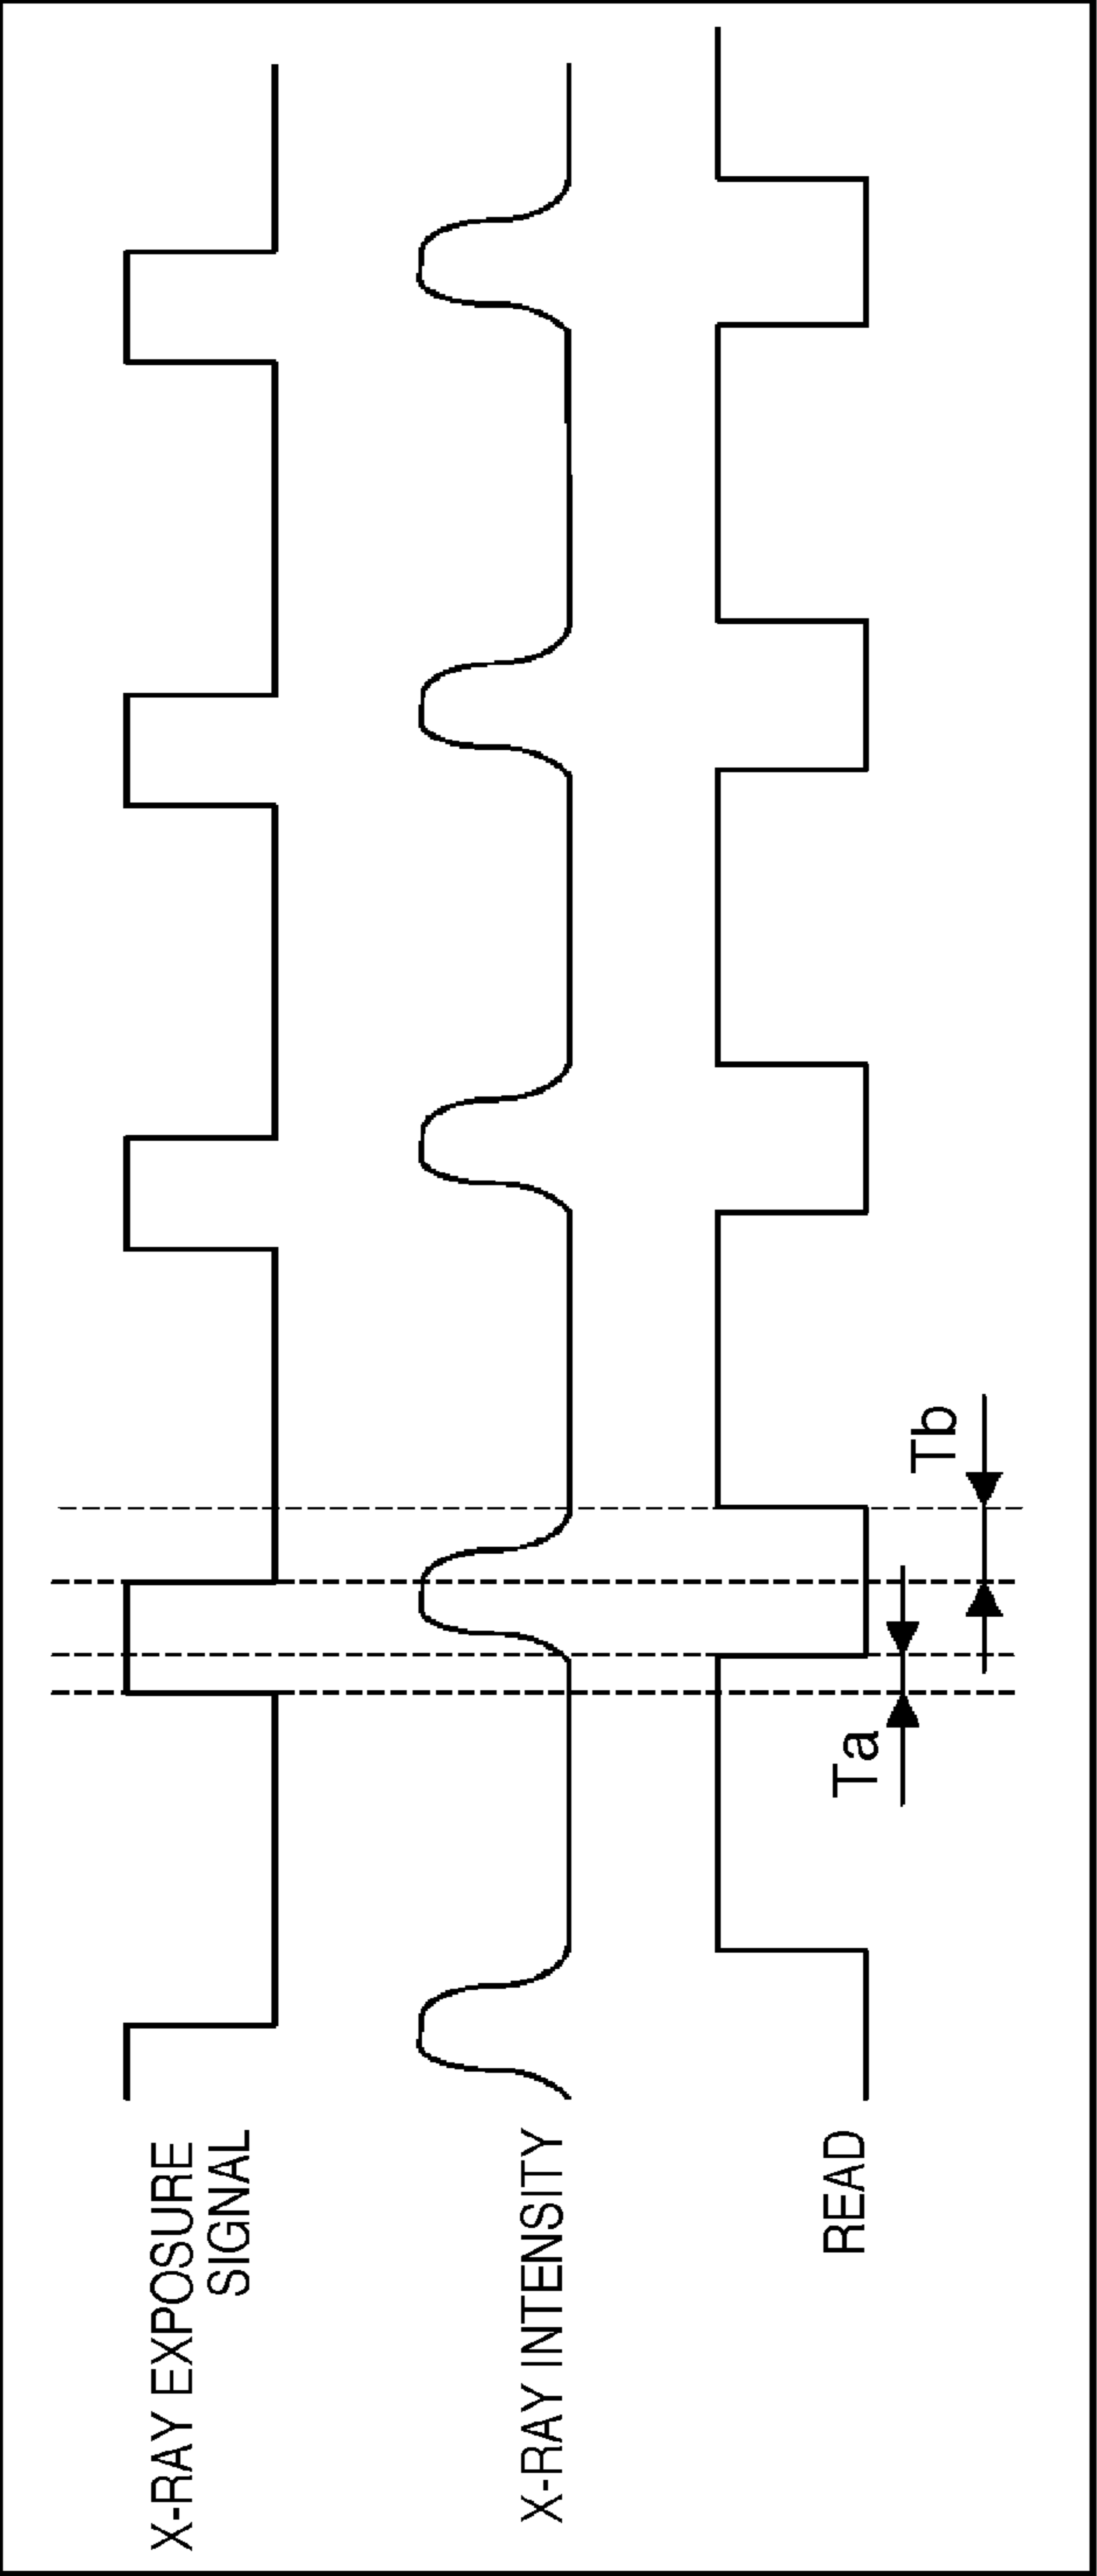 X-RAY EXPOSURE
SIGNAL
X-RAY INTENSITY
READ
Ta
Tb